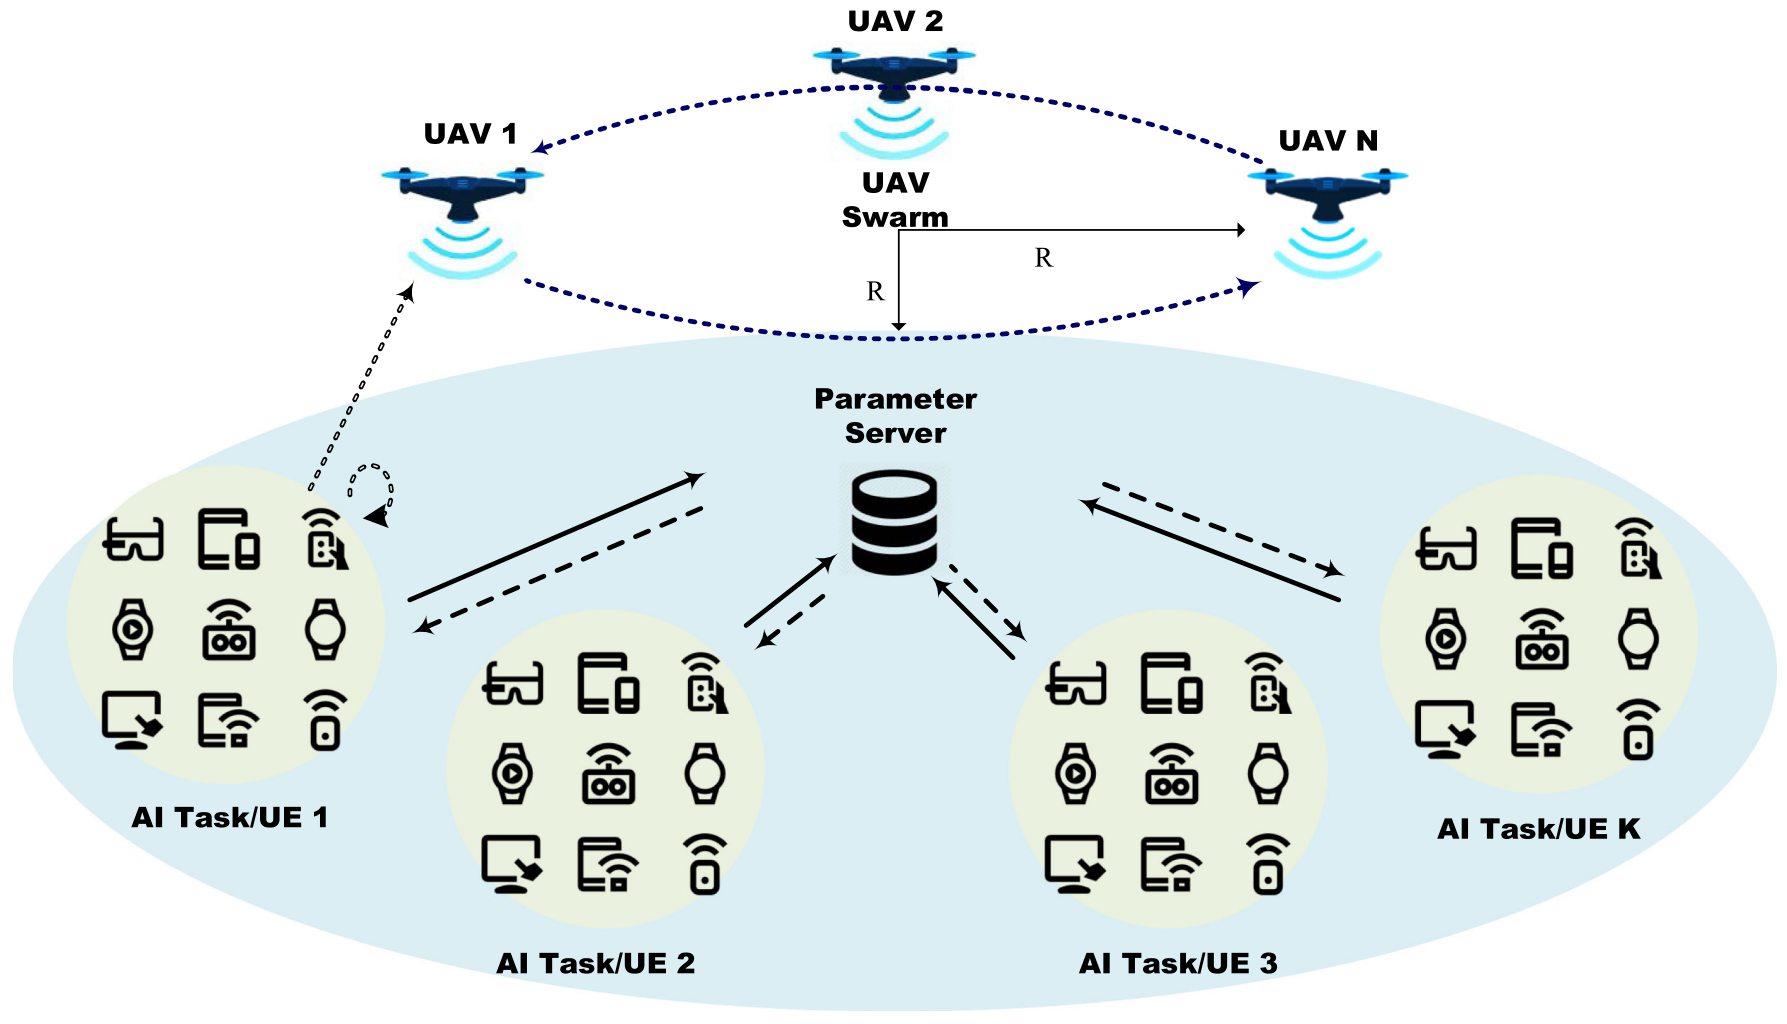 UAV 2
UAV 1
UAV N
UAV
Swarm
R
R
Parameter
Server
AI Task/UE 1
AI Task/UE K
AI Task/UE 2
AI Task/UE 3